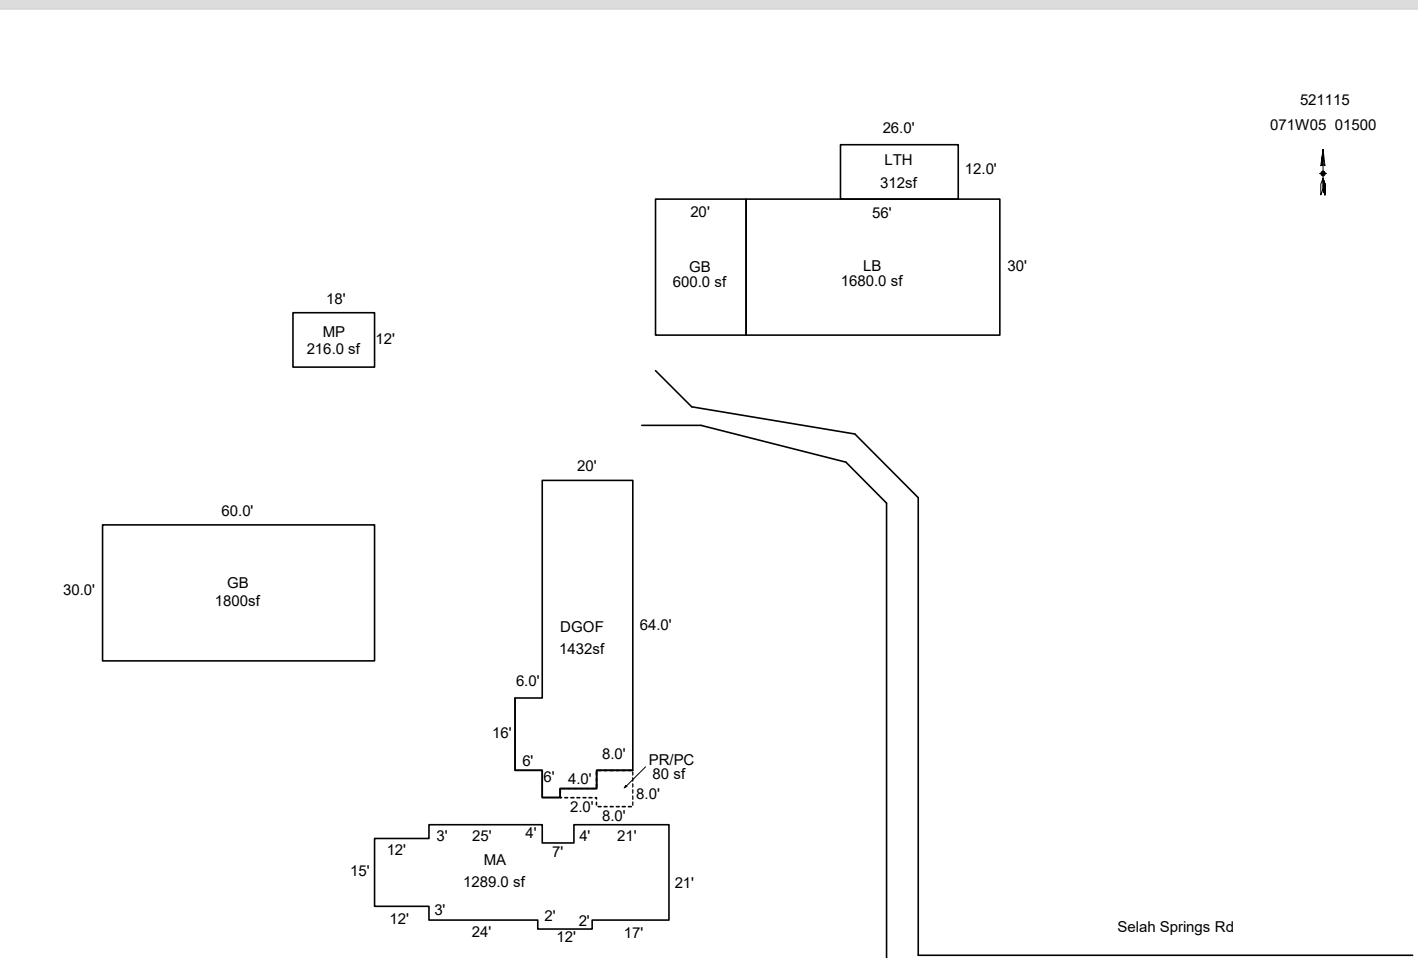 521115
071W05 01500
26.0'
LTH
312sf
12.0'
20'
56'
GB
600.0 sf
LB
1680.0 sf
30'
18'
MP
216.0 sf
12'
20'
60.0'
30.0'
GB
1800sf
DGOF
1432sf
64.0'
6.0'
16'
6'
6'
4.0'
8.0'
PR/PC
80 sf
8.0'
2.0'
8.0'
3'
25'
4'
7'
4'
21'
12'
15'
MA
1289.0 sf
21'
12'
3'
24'
2'
12'
2'
17'
Selah Springs Rd